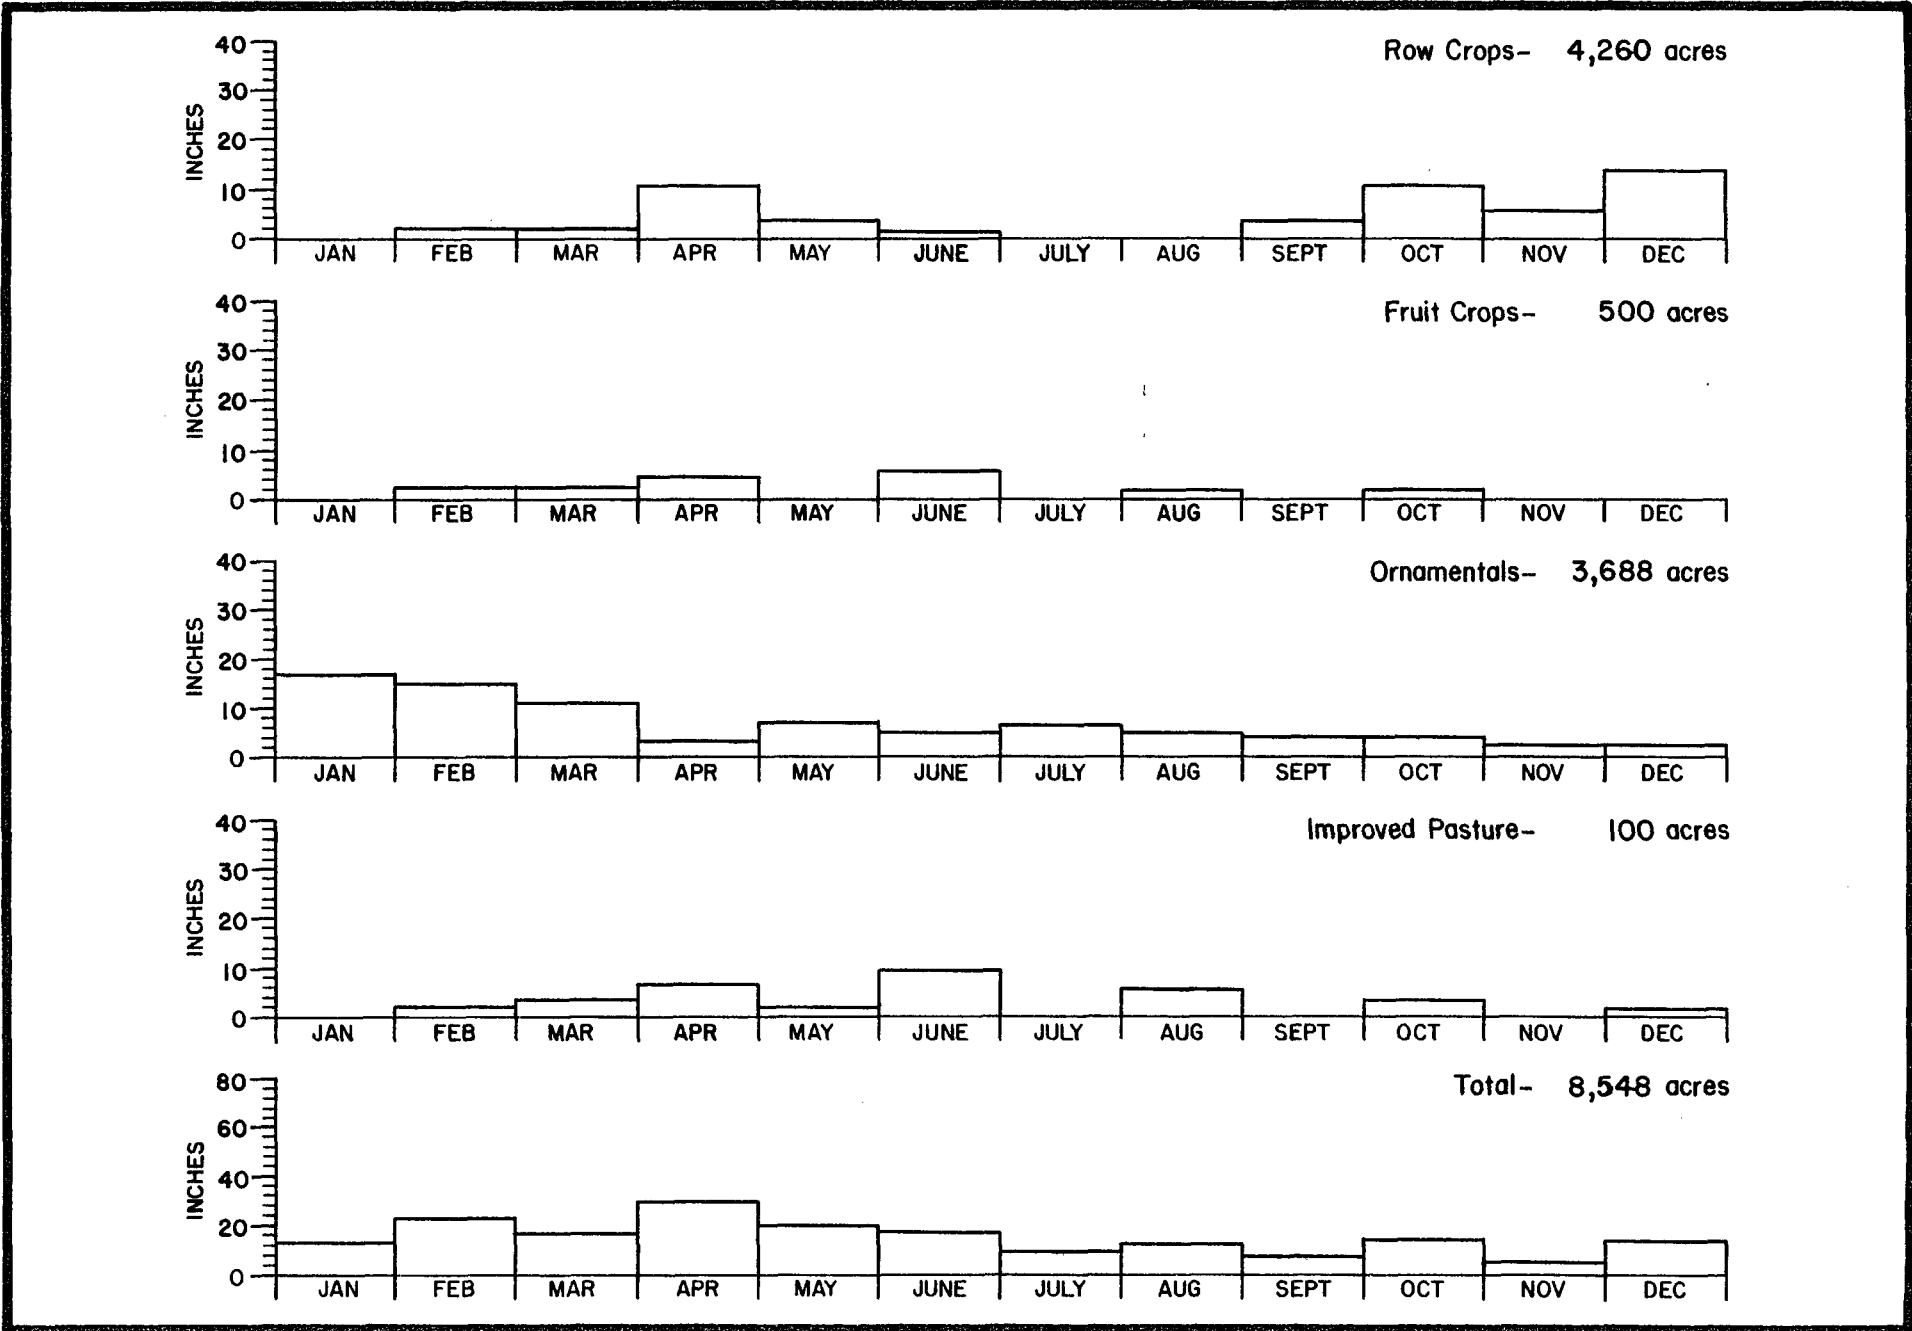 Row Crops- 4,260 acres
40
30
20
10
0
INCHES
JAN FEB MAR APR MAY JUNE JULY AUG SEPT OCT NOV DEC
Fruit Crops- 500 acres
40
30
20
10
0
INCHES
JAN FEB MAR APR MAY JUNE JULY AUG SEPT OCT NOV DEC
Ornamentals- 3,688 acres
40
30
20
10
0
INCHES
JAN FEB MAR APR MAY JUNE JULY AUG SEPT OCT NOV DEC
Improved Pasture- 100 acres
40
30
20
10
0
INCHES
JAN FEB MAR APR MAY JUNE JULY AUG SEPT OCT NOV DEC
Total- 8,548 acres
80
60
40
20
0
INCHES
JAN FEB MAR APR MAY JUNE JULY AUG SEPT OCT NOV DEC